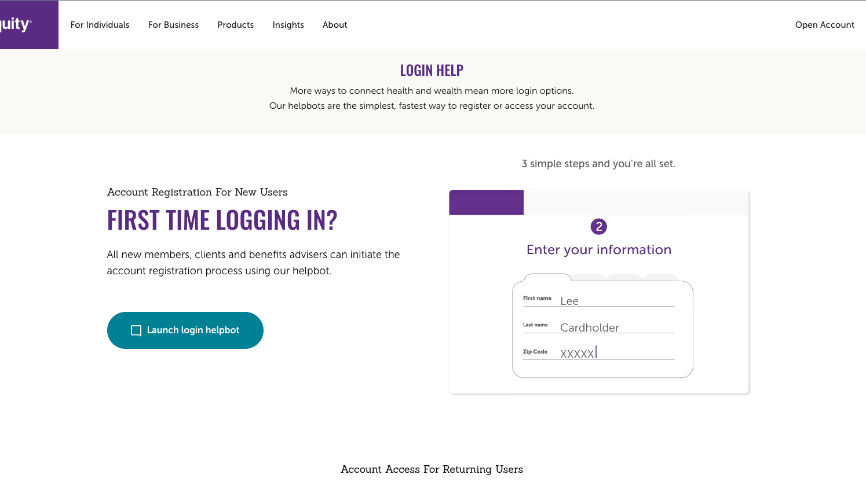 uity
For Individuals
For Business
Products
Insights
About
Open Account
LOGIN HELP
More ways to connect health and wealth mean more login options.
Our helpbots are the simplest, fastest way to register or access your account.
3 simple steps and you're all set.
Account Registration For New Users
FIRST TIME LOGGING IN?
All new members, clients and benefits advisers can initiate the
account registration process using our helpbot.
Launch login helpbot
2
Enter your information
First name Lee
Last name Cardholder
Zip Code xxxxx
Account Access For Returning Users